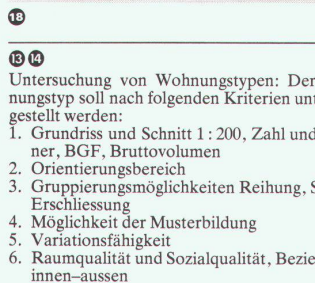 18
13 14
Untersuchung von Wohnungstypen: Der
nungstyp soll nach folgenden Kriterien unt
gestellt werden:
1. Grundriss und Schnitt 1:200, Zahl und
ner, BGF, Bruttovolumen
2. Orientierungsbereich
3. Gruppierungsmöglichkeiten Reihung, S
Erschliessung
4. Möglichkeit der Musterbildung
5. Variationsfähigkeit
6. Raumqualität und Sozialqualität, Bezie
innen–aussen